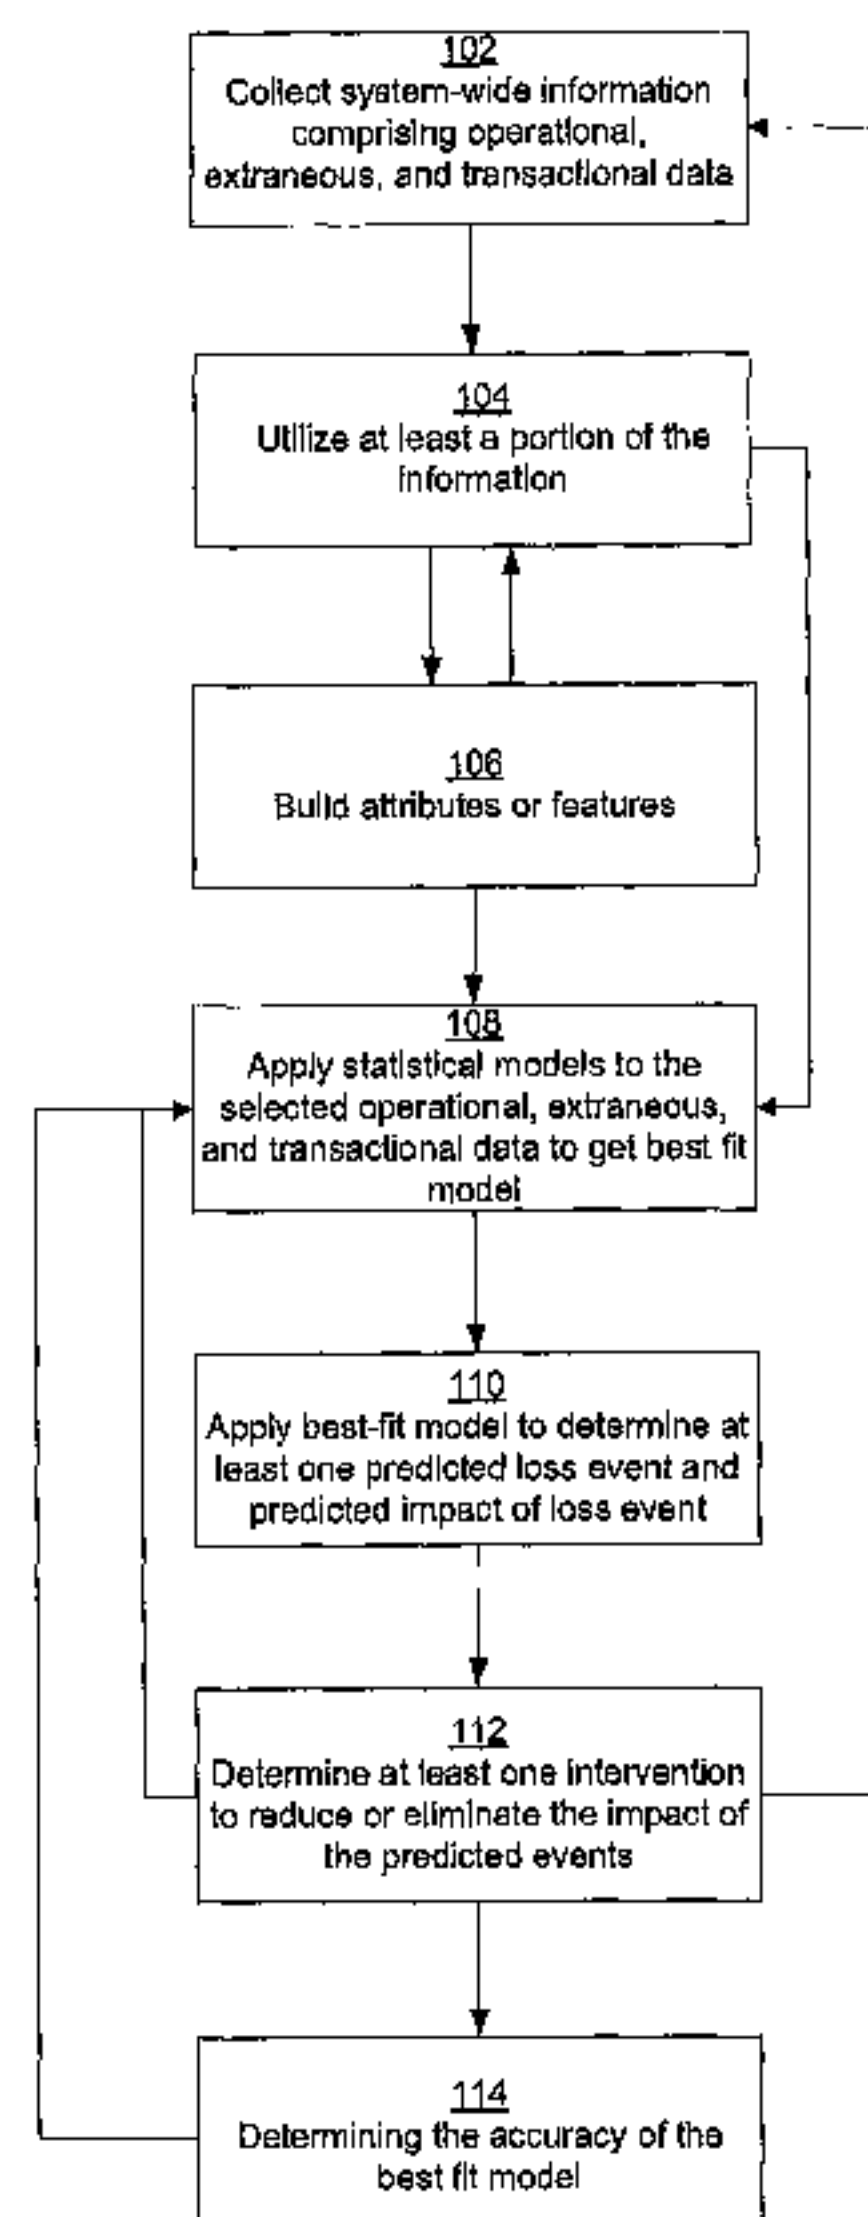 102
Collect system-wide information
comprising operational,
extraneous, and transactional data
104
Utilize at least a portion of the
information
106
Build attributes or features
108
Apply statistical models to the
selected operational, extraneous,
and transactional data to get best fit
model
110
Apply best-fit model to determine at
least one predicted loss event and
predicted impact of loss event
112
Determine at least one intervention
to reduce or eliminate the impact of
the predicted events
114
Determining the accuracy of the
best fit model